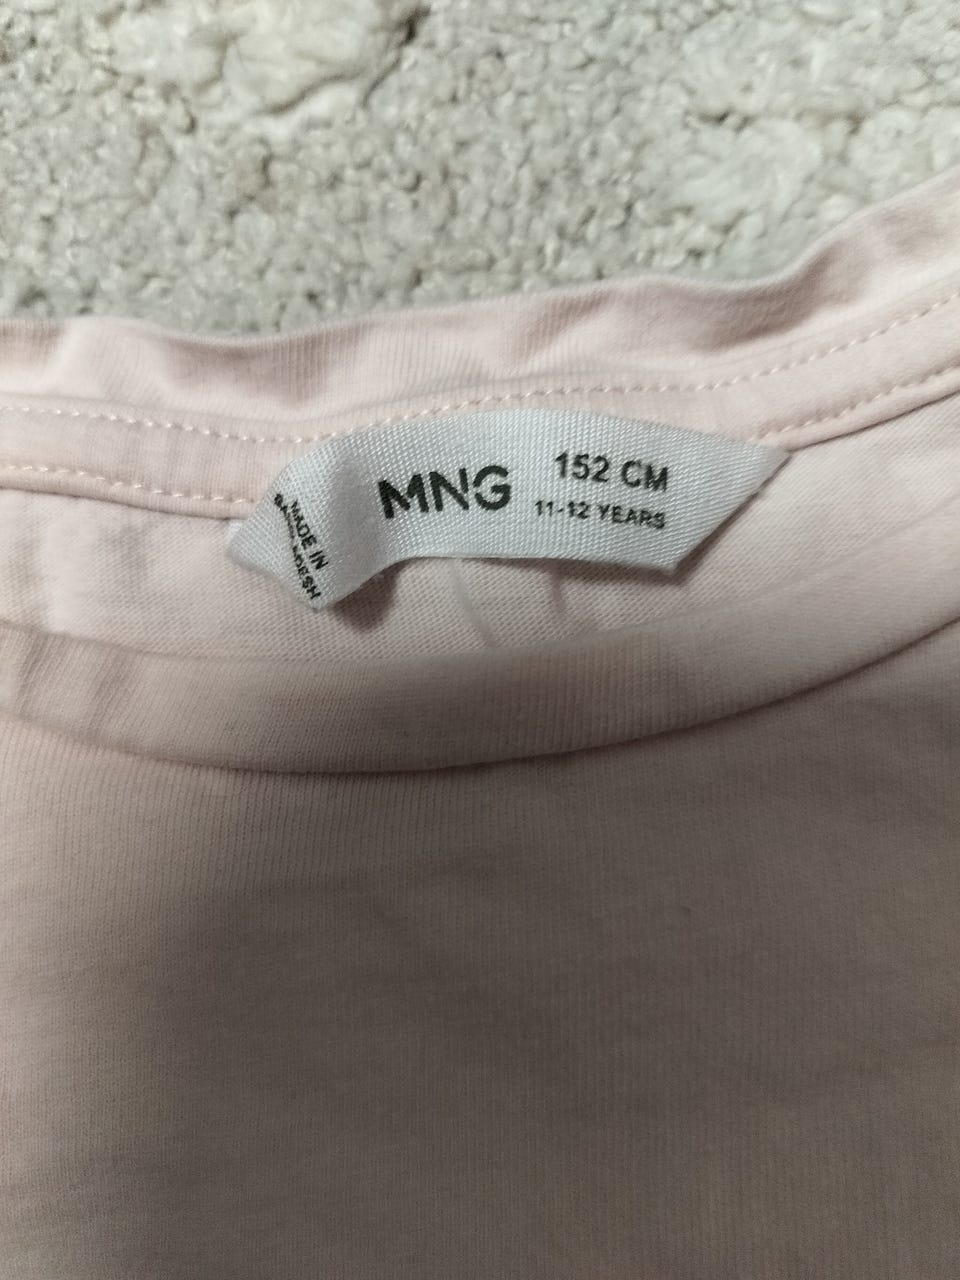 MNG
152 CM
11-12 YEARS
MADE IN